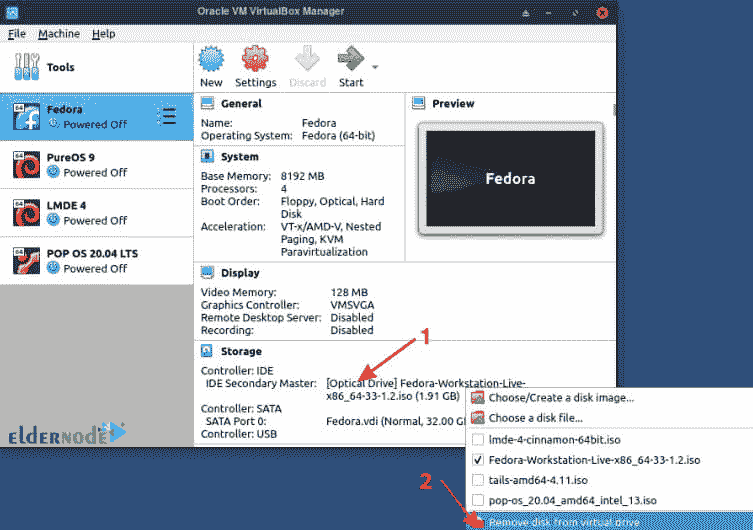 Oracle VM VirtualBox Manager
File Machine Help
Tools
New Settings Discard Start
Fedora
Powered Off
PureOS 9
Powered Off
LMDE 4
Powered Off
POP OS 20.04 LTS
Powered Off
General
Name: Fedora
Operating System: Fedora (64-bit)
System
Base Memory: 8192 MB
Processors: 4
Boot Order: Floppy, Optical, Hard
Disk
Acceleration: VT-x/AMD-V, Nested
Paging, KVM
Paravirtualization
Preview
Fedora
Display
Video Memory: 128 MB
Graphics Controller: VMSVGA
Remote Desktop Server: Disabled
Recording: Disabled
1
Storage
Controller: IDE
IDE Secondary Master: [Optical Drive] Fedora-Workstation-Live-
x86_64-33-1.2.iso (1.91 GB)
Controller: SATA
SATA Port 0: Fedora.vdi (Normal, 32.00 G
Controller: USB
Choose/Create a disk image...
Choose a disk file...
lmde-4-cinnamon-64bit.iso
Fedora-Workstation-Live-x86_64-33-1.2.iso
tails-amd64-4.11.iso
pop-os_20.04_amd64_intel_13.iso
2
Remove disk from virtual drive
eldernode